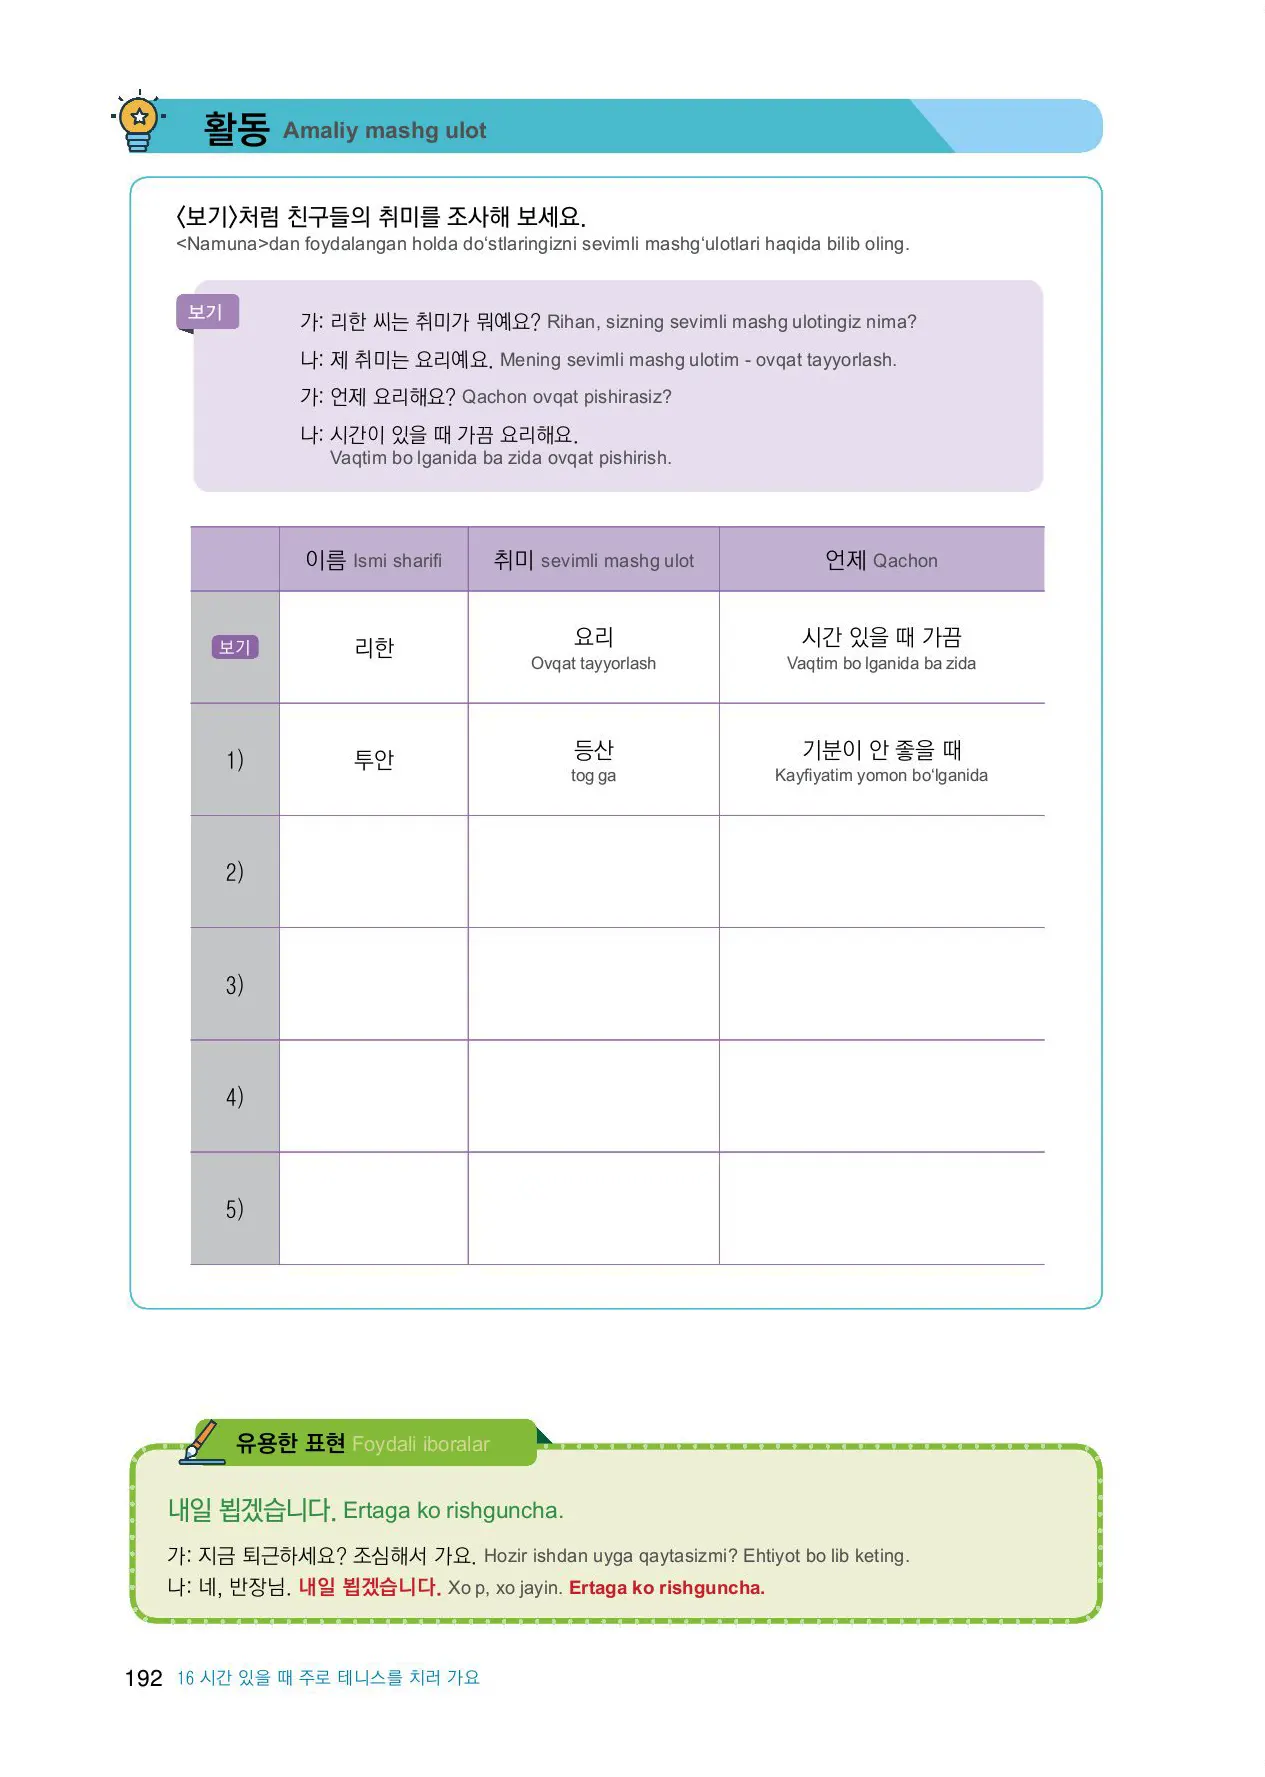 활동 Amaliy mashg ulot
<보기>처럼 친구들의 취미를 조사해 보세요.
<Namuna>dan foydalangan holda do‘stlaringizni sevimli mashg‘ulotlari haqida bilib oling.
보기
가: 리한 씨는 취미가 뭐예요? Rihan, sizning sevimli mashg ulotingiz nima?
나: 제 취미는 요리예요. Mening sevimli mashg ulotim - ovqat tayyorlash.
가: 언제 요리해요? Qachon ovqat pishirasiz?
나: 시간이 있을 때 가끔 요리해요.
Vaqtim bo lganida ba zida ovqat pishirish.
이름 Ismi sharifi 취미 sevimli mashg ulot 언제 Qachon
보기 리한 요리 시간 있을 때 가끔
Ovqat tayyorlash Vaqtim bo lganida ba zida
1) 투안 등산 기분이 안 좋을 때
tog ga Kayfiyatim yomon bo‘lganida
2)
3)
4)
5)
유용한 표현 Foydali iboralar
내일 뵙겠습니다. Ertaga ko rishguncha.
가: 지금 퇴근하세요? 조심해서 가요. Hozir ishdan uyga qaytasizmi? Ehtiyot bo lib keting.
나: 네, 반장님. 내일 뵙겠습니다. Xo p, xo jayin. Ertaga ko rishguncha.
192 16 시간 있을 때 주로 테니스를 치러 가요